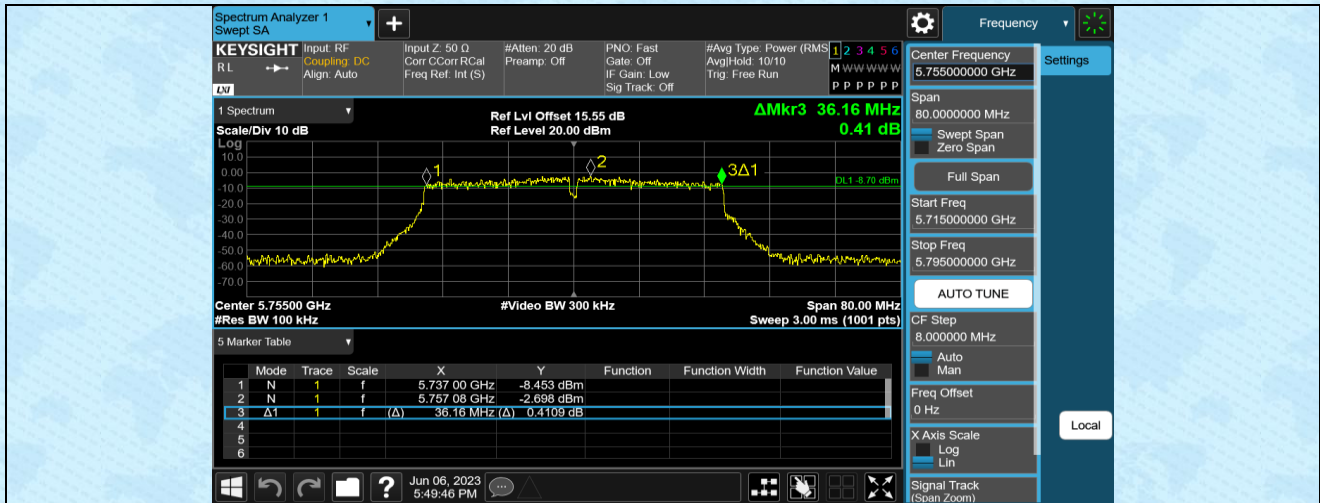 Spectrum Analyzer 1
Swept SA
+
Frequency
KEYSIGHT
RL
LXI
Input: RF
Coupling: DC
Align: Auto
Input Z: 50 Ω
Corr CCorr RCal
Freq Ref: Int (S)
#Atten: 20 dB
Preamp: Off
PNO: Fast
Gate: Off
IF Gain: Low
Sig Track: Off
#Avg Type: Power (RMS
Avg|Hold: 10/10
Trig: Free Run
1 2 3 4 5 6
M W W W W W
P P P P P P
1 Spectrum
Scale/Div 10 dB
Ref Lvl Offset 15.55 dB
Ref Level 20.00 dBm
ΔMkr3 36.16 MHz
0.41 dB
Log
10.0
0.00
-10.0
-20.0
-30.0
-40.0
-50.0
-60.0
-70.0
1
2
3Δ1
DL1 -8.70 dBm
Center 5.75500 GHz
#Video BW 300 kHz
Span 80.00 MHz
#Res BW 100 kHz
Sweep 3.00 ms (1001 pts)
5 Marker Table
Mode Trace Scale X Y Function Function Width Function Value
1 N 1 f 5.737 00 GHz -8.453 dBm
2 N 1 f 5.757 08 GHz -2.698 dBm
3 Δ1 1 f (Δ) 36.16 MHz (Δ) 0.4109 dB
4
5
6
?
Jun 06, 2023
5:49:46 PM
Center Frequency
5.755000000 GHz
Settings
Span
80.0000000 MHz
Swept Span
Zero Span
Full Span
Start Freq
5.715000000 GHz
Stop Freq
5.795000000 GHz
AUTO TUNE
CF Step
8.000000 MHz
Auto
Man
Freq Offset
0 Hz
Local
X Axis Scale
Log
Lin
Signal Track
(Span Zoom)